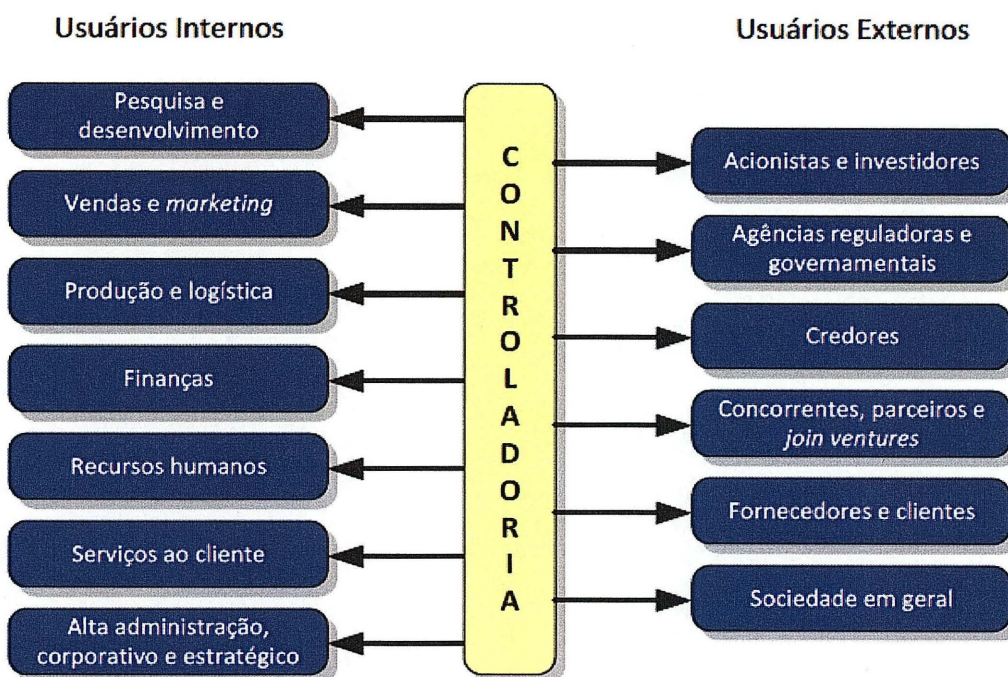 Usuários Internos
Usuários Externos
Pesquisa e
desenvolvimento
Vendas e marketing
Produção e logística
Finanças
Recursos humanos
Serviços ao cliente
Alta administração,
corporativo e estratégico
CONTROLADORIA
Acionistas e investidores
Agências reguladoras e
governamentais
Credores
Concorrentes, parceiros e
join ventures
Fornecedores e clientes
Sociedade em geral